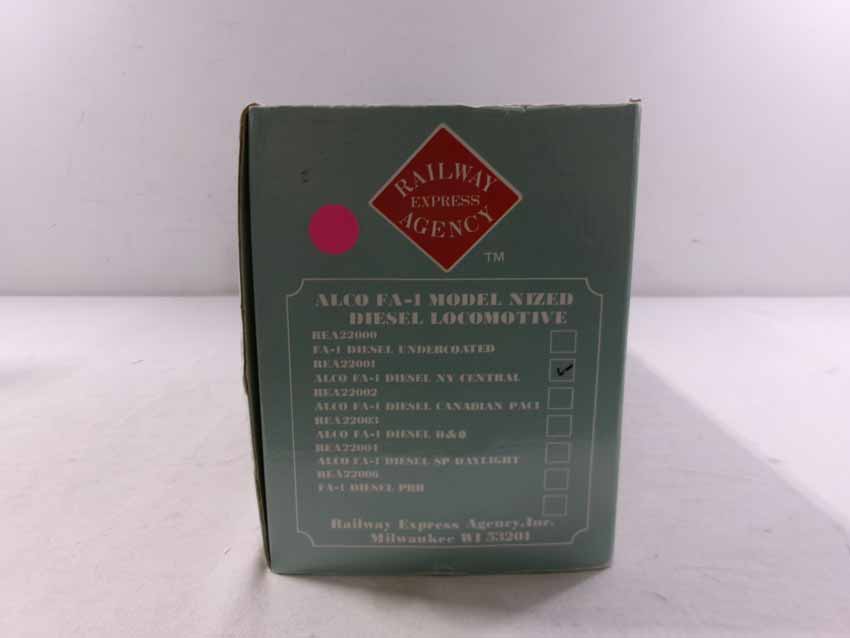 RAILWAY
EXPRESS
AGENCY
TM
ALCO FA-1 MODEL NIZED
DIESEL LOCOMOTIVE
REA22000
FA-1 DIESEL UNDERCOATED
REA22001
ALCO FA-1 DIESEL NY CENTRAL
REA22002
ALCO FA-1 DIESEL CANADIAN PACI
REA22003
ALCO FA-1 DIESEL B&O
REA22004
ALCO FA-1 DIESEL SP DAYLIGHT
REA22006
FA-1 DIESEL PRR
Railway Express Agency,Inc.
Milwaukee WI 53204